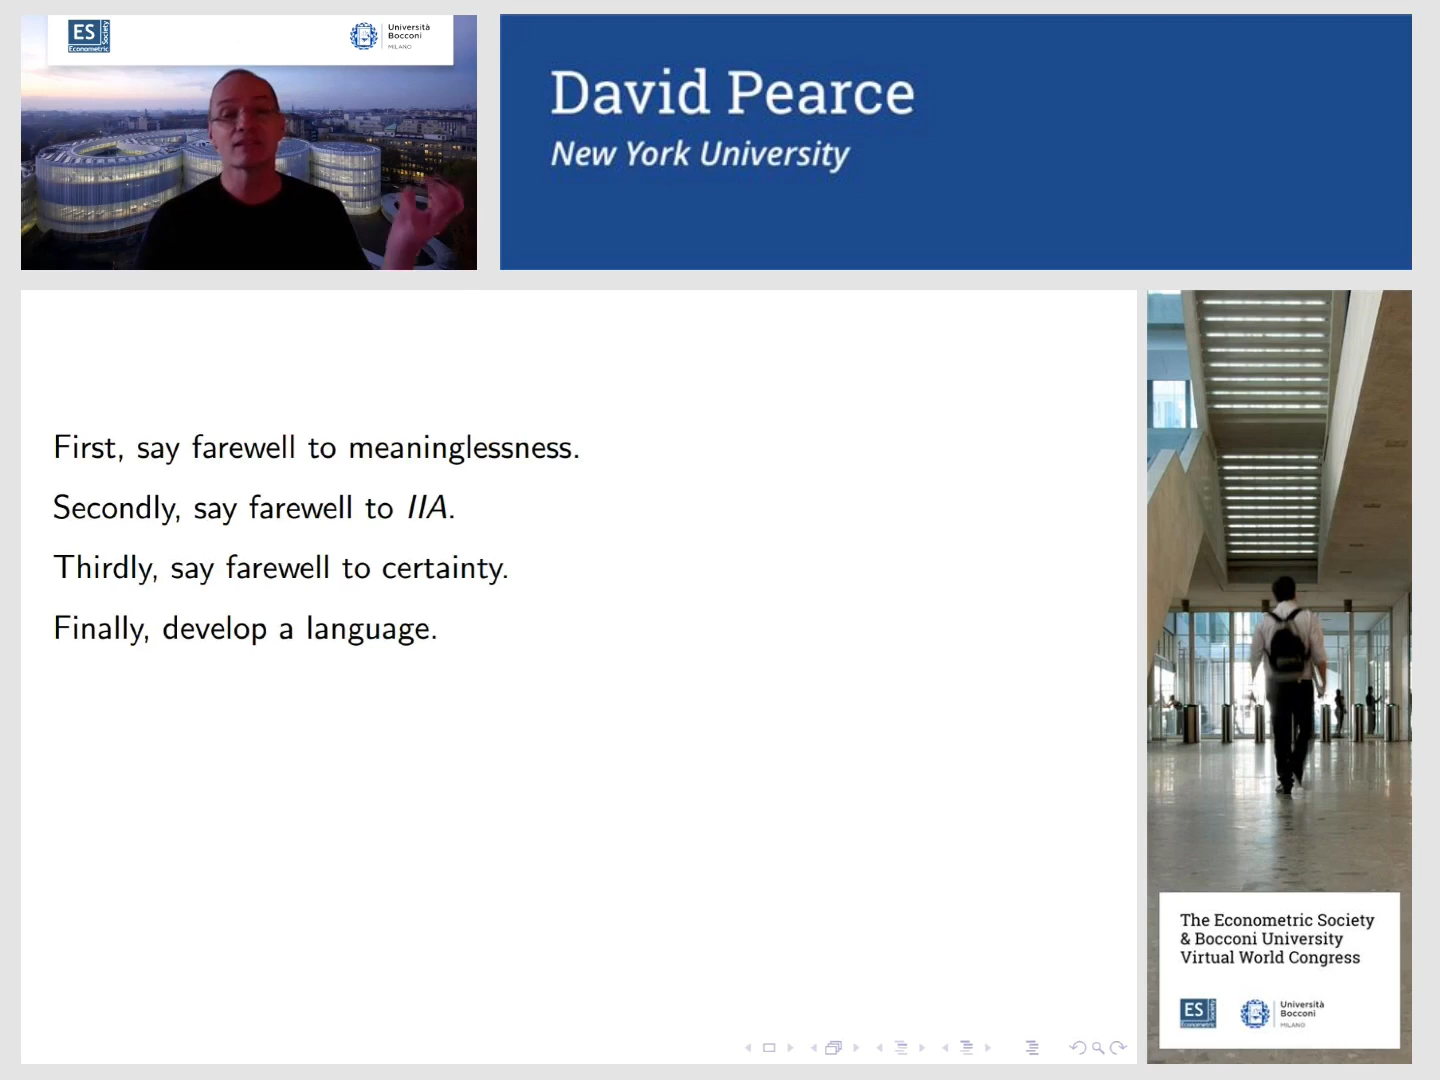 ES
Econometric
Society
Università
Bocconi
MILANO
David Pearce
New York University
First, say farewell to meaninglessness.
Secondly, say farewell to IIA.
Thirdly, say farewell to certainty.
Finally, develop a language.
The Econometric Society
& Bocconi University
Virtual World Congress
ES
Econometric
Society
Università
Bocconi
MILANO